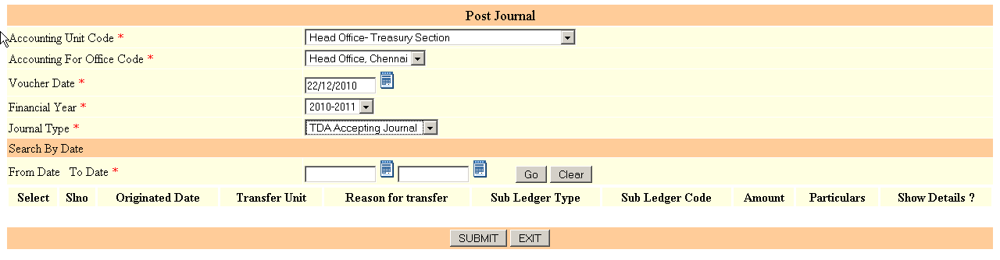 Post Journal
Accounting Unit Code * Head Office- Treasury Section
Accounting For Office Code * Head Office, Chennai
Voucher Date * 22/12/2010
Financial Year * 2010-2011
Journal Type * TDA Accepting Journal
Search By Date
From Date To Date * Go Clear
Select Slno Originated Date Transfer Unit Reason for transfer Sub Ledger Type Sub Ledger Code Amount Particulars Show Details ?
SUBMIT EXIT